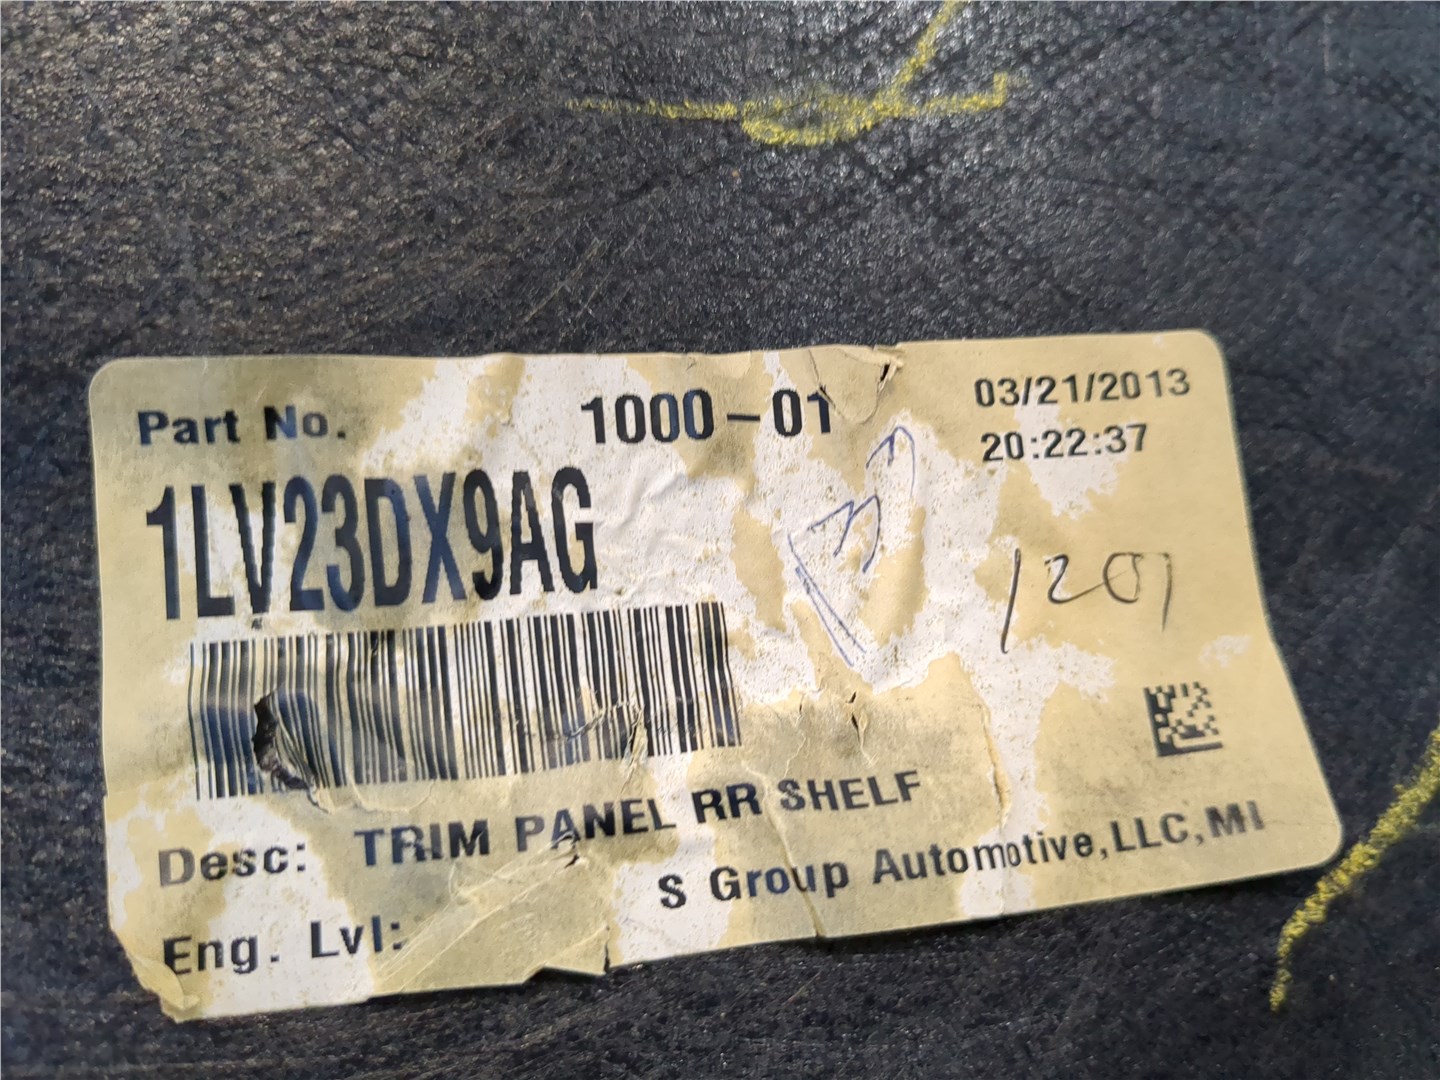 Part No. 1000-01 03/21/2013
20:22:37
1LV23DX9AG
1201
Desc: TRIM PANEL RR SHELF
S Group Automotive,LLC,MI
Eng. Lvl: